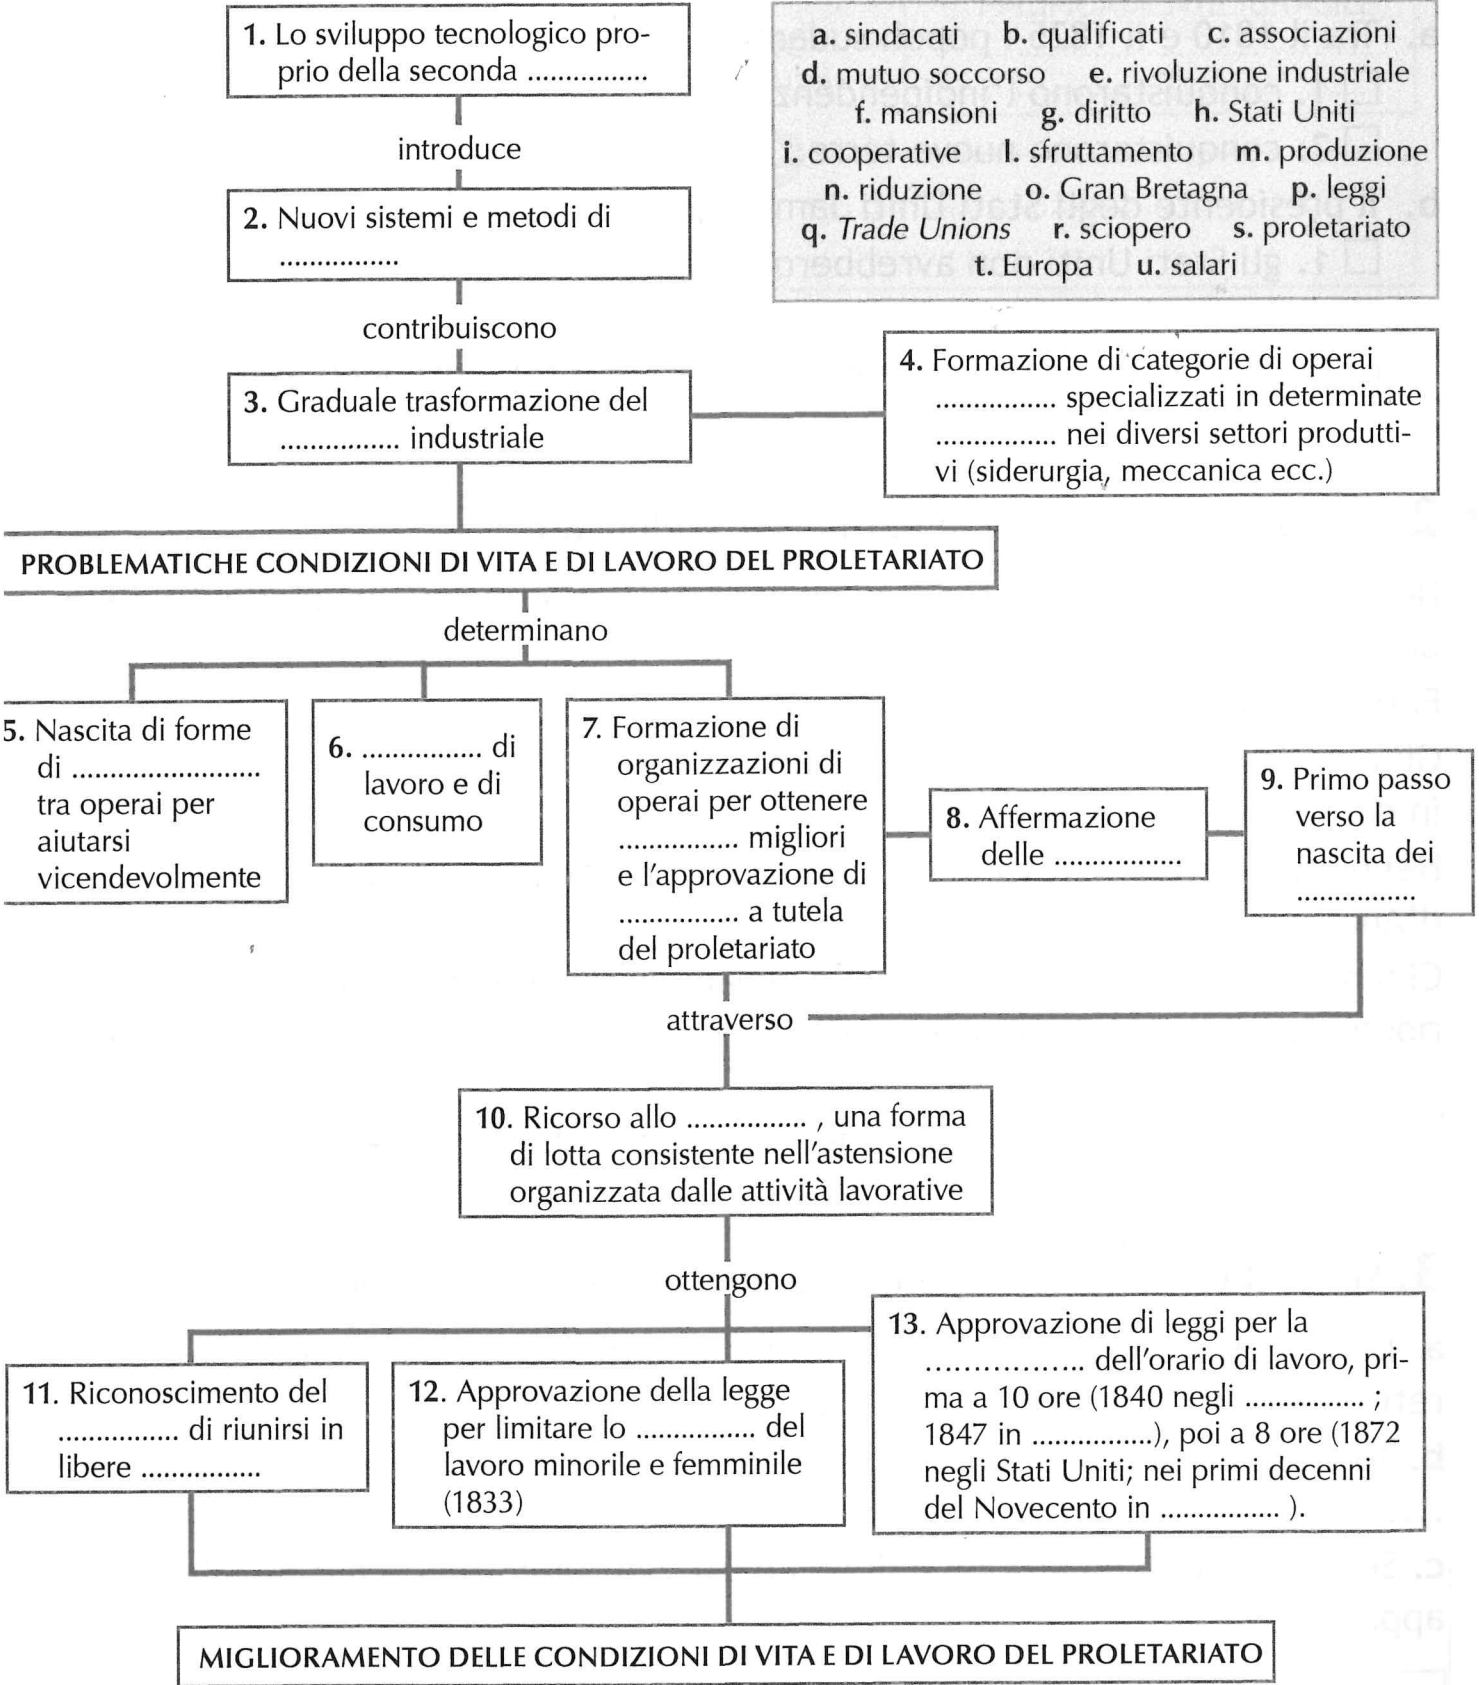 1. Lo sviluppo tecnologico pro-
prio della seconda ................
introduce
2. Nuovi sistemi e metodi di
................
contribuiscono
3. Graduale trasformazione del
................ industriale
a. sindacati b. qualificati c. associazioni
d. mutuo soccorso e. rivoluzione industriale
f. mansioni g. diritto h. Stati Uniti
i. cooperative l. sfruttamento m. produzione
n. riduzione o. Gran Bretagna p. leggi
q. Trade Unions r. sciopero s. proletariato
t. Europa u. salari
4. Formazione di categorie di operai
................ specializzati in determinate
................ nei diversi settori produtti-
vi (siderurgia, meccanica ecc.)
PROBLEMATICHE CONDIZIONI DI VITA E DI LAVORO DEL PROLETARIATO
determinano
5. Nascita di forme
di .........................
tra operai per
aiutarsi
vicendevolmente
6. ................ di
lavoro e di
consumo
7. Formazione di
organizzazioni di
operai per ottenere
................ migliori
e l'approvazione di
................ a tutela
del proletariato
8. Affermazione
delle .................
9. Primo passo
verso la
nascita dei
................
attraverso
10. Ricorso allo ................ , una forma
di lotta consistente nell'astensione
organizzata dalle attività lavorative
ottengono
11. Riconoscimento del
................ di riunirsi in
libere ................
12. Approvazione della legge
per limitare lo ................ del
lavoro minorile e femminile
(1833)
13. Approvazione di leggi per la
................. dell'orario di lavoro, pri-
ma a 10 ore (1840 negli ................ ;
1847 in ................), poi a 8 ore (1872
negli Stati Uniti; nei primi decenni
del Novecento in ................ ).
MIGLIORAMENTO DELLE CONDIZIONI DI VITA E DI LAVORO DEL PROLETARIATO